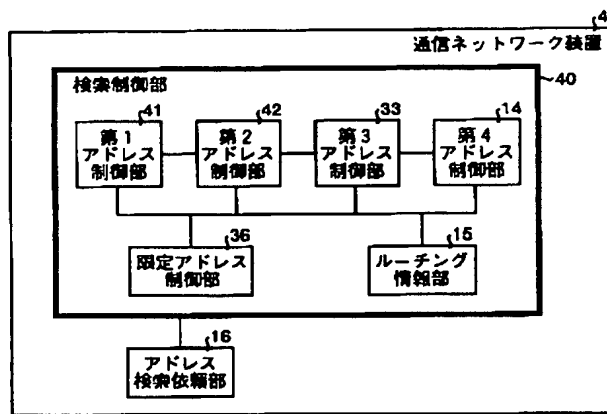 4
通信ネットワーク装置
検索制御部
40
41
42
33
14
第1
アドレス
制御部
第2
アドレス
制御部
第3
アドレス
制御部
第4
アドレス
制御部
36
15
限定アドレス
制御部
ルーチング
情報部
16
アドレス
検索依頼部